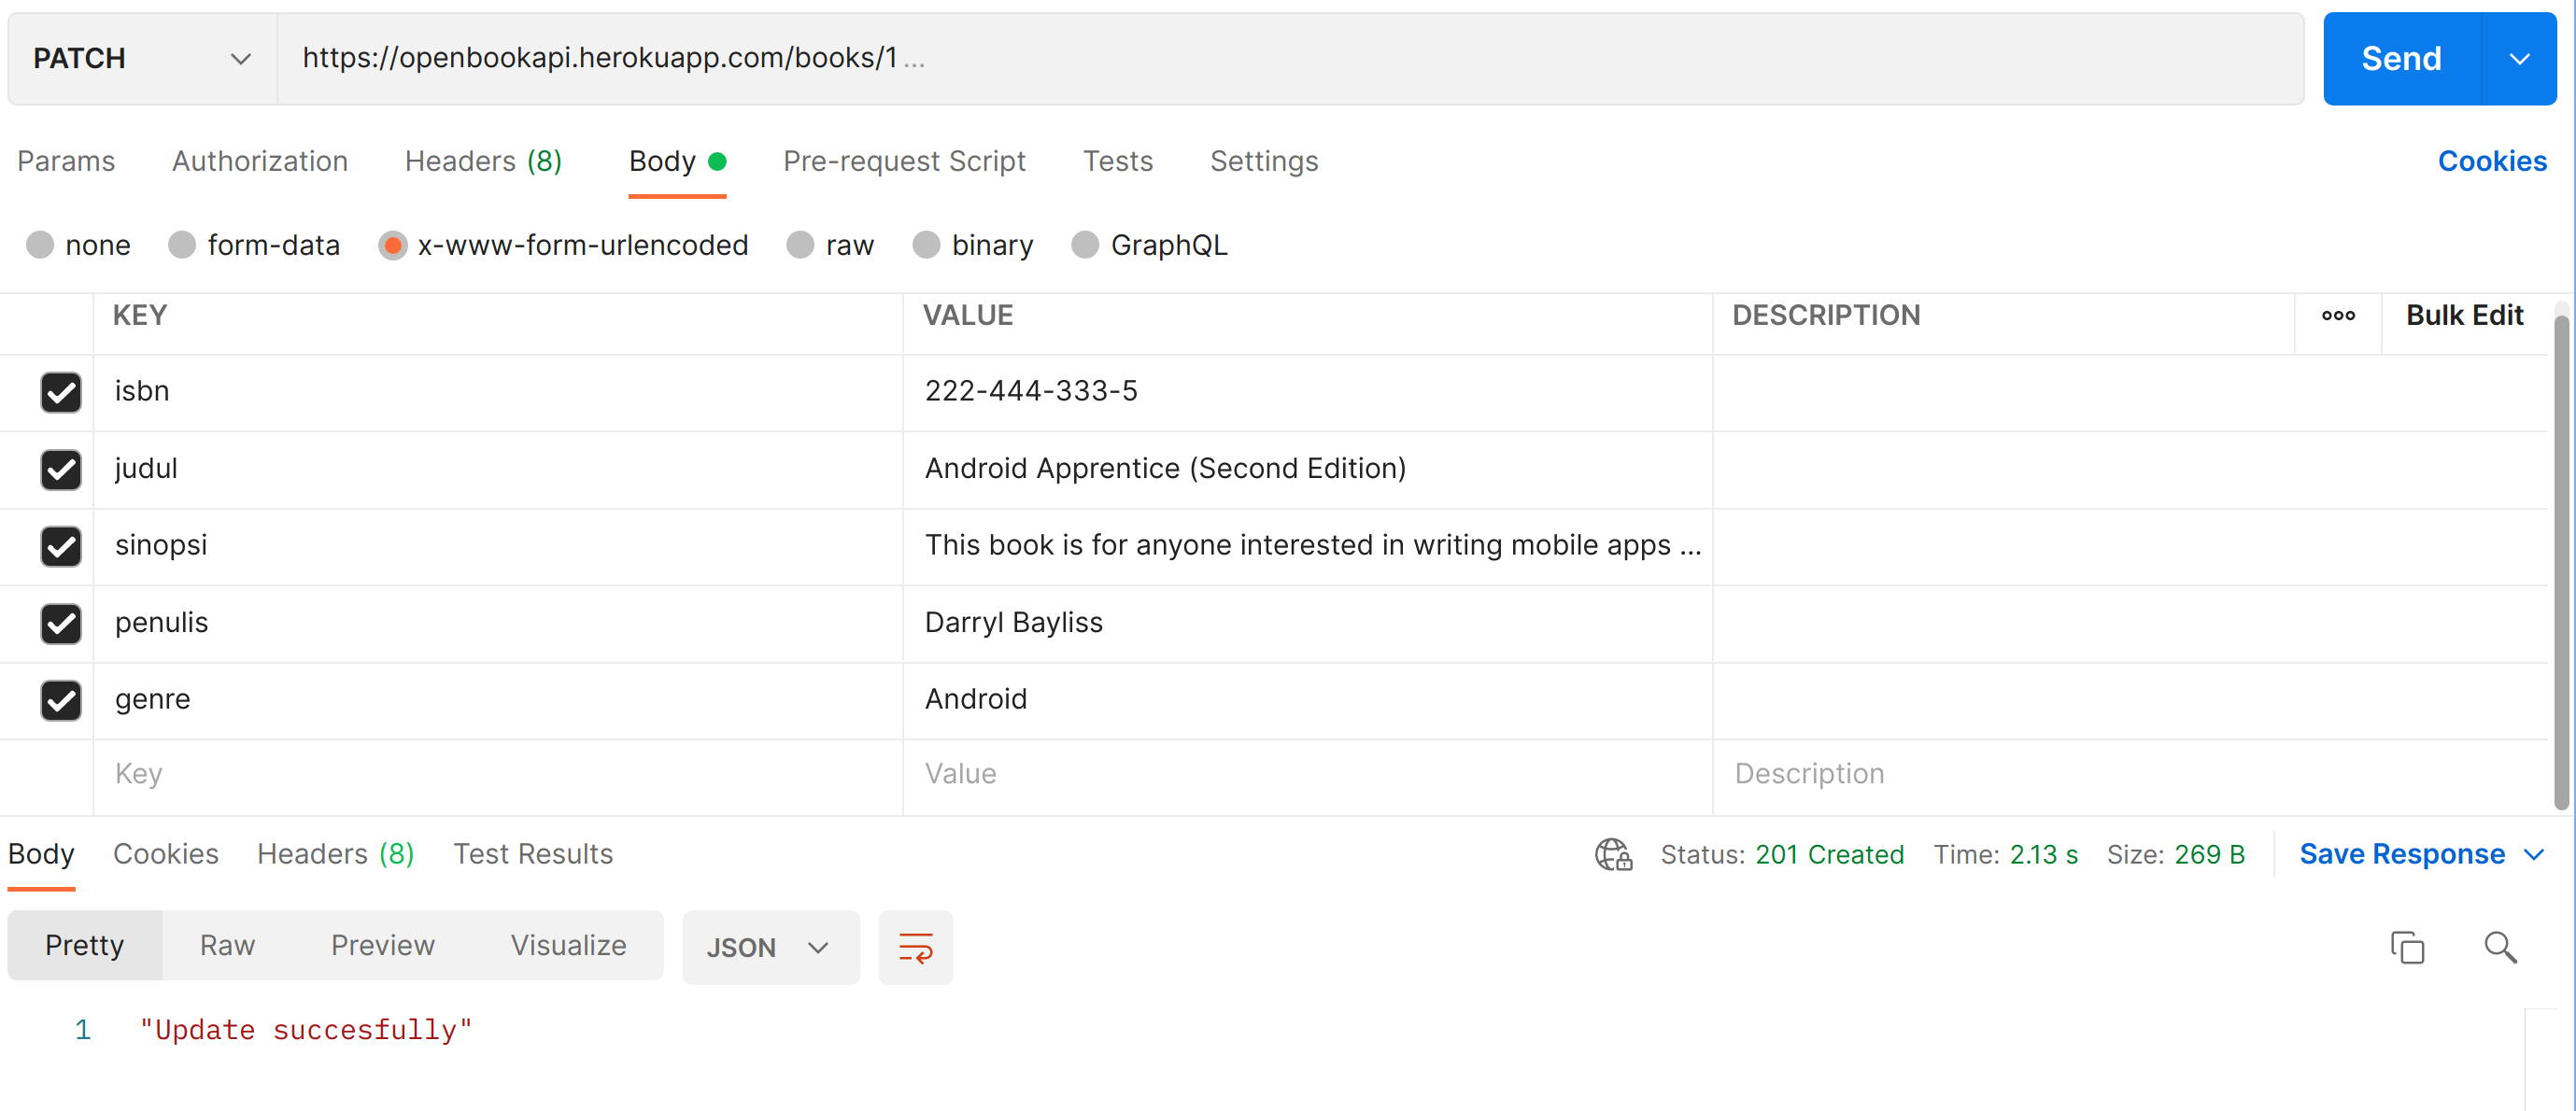 PATCH https://openbookapi.herokuapp.com/books/1 ... Send
Params Authorization Headers (8) Body Pre-request Script Tests Settings Cookies
none form-data x-www-form-urlencoded raw binary GraphQL
KEY VALUE DESCRIPTION ooo Bulk Edit
isbn 222-444-333-5
judul Android Apprentice (Second Edition)
sinopsi This book is for anyone interested in writing mobile apps ...
penulis Darryl Bayliss
genre Android
Key Value Description
Body Cookies Headers (8) Test Results Status: 201 Created Time: 2.13 s Size: 269 B Save Response
Pretty Raw Preview Visualize JSON
1 "Update succesfully"